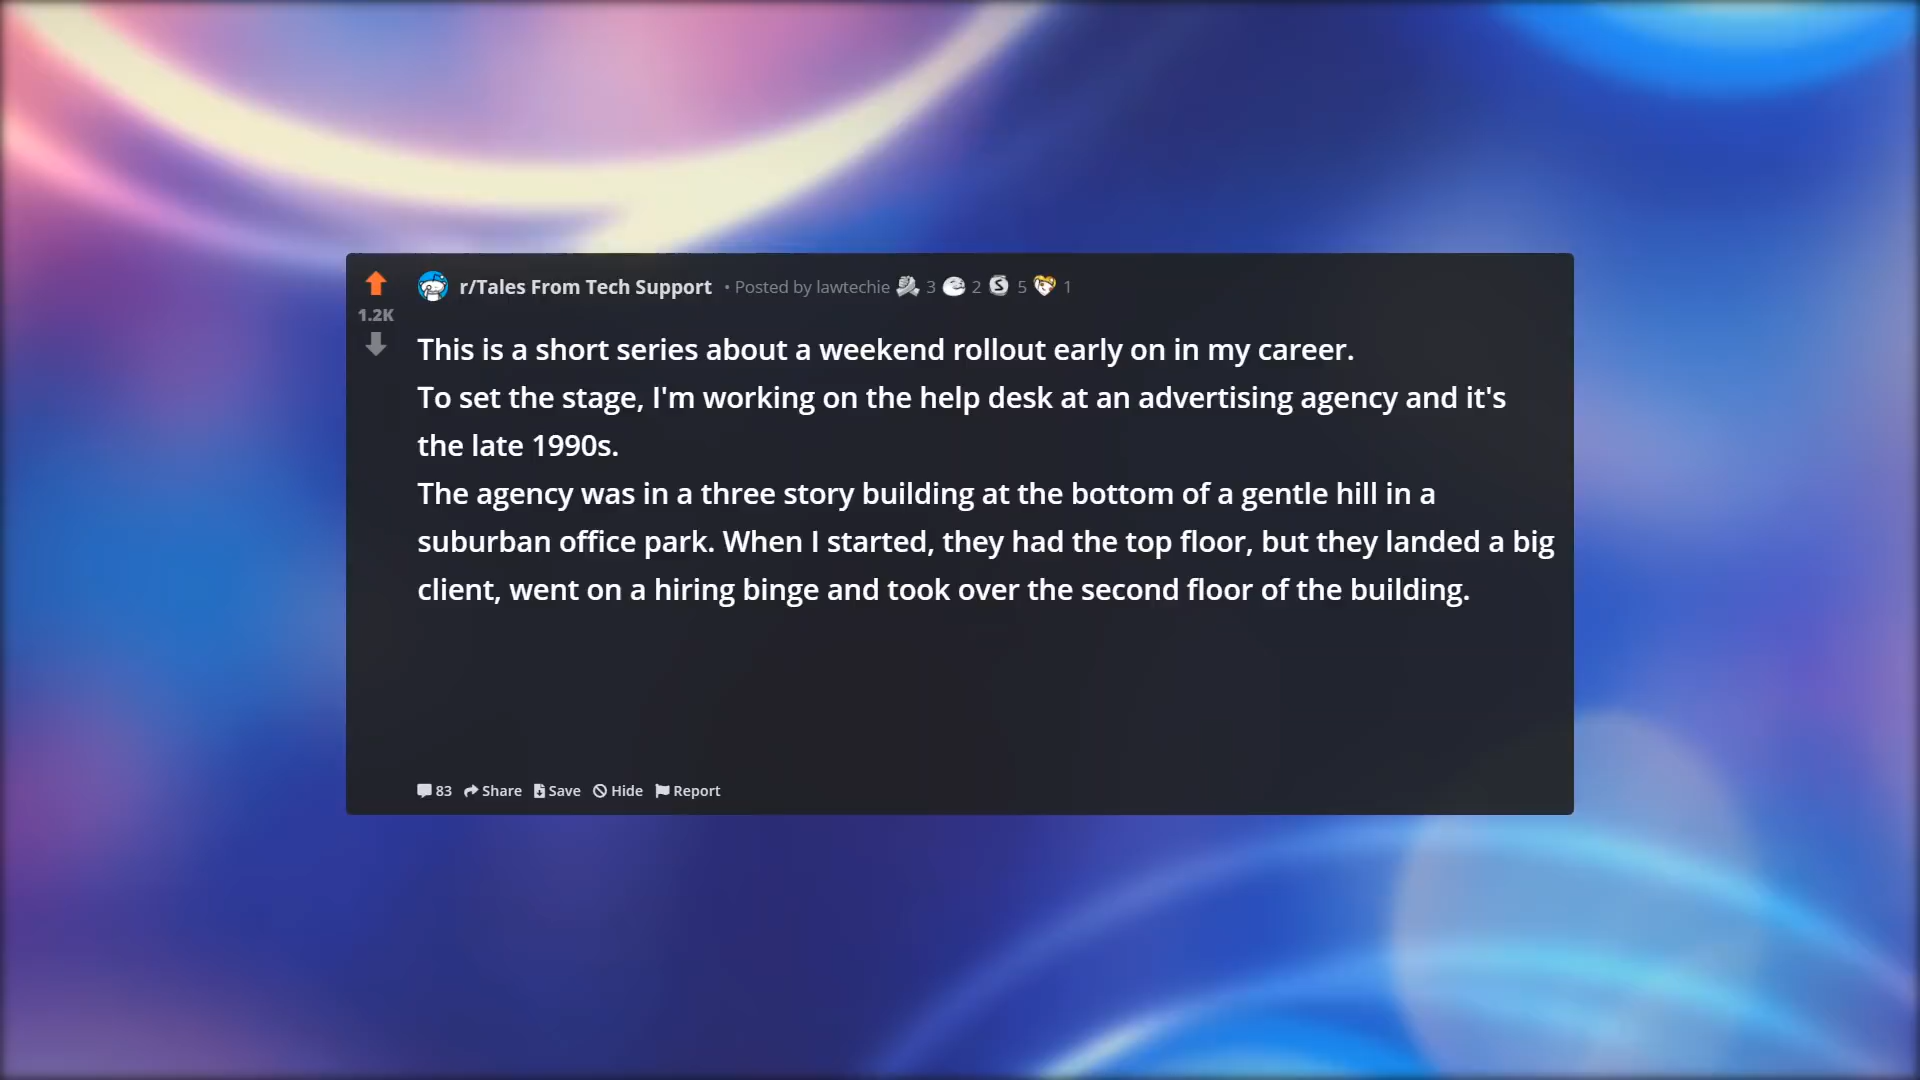 r/Tales From Tech Support • Posted by lawtechie 3 2 5 1
1.2K
This is a short series about a weekend rollout early on in my career.
To set the stage, I'm working on the help desk at an advertising agency and it's
the late 1990s.
The agency was in a three story building at the bottom of a gentle hill in a
suburban office park. When I started, they had the top floor, but they landed a big
client, went on a hiring binge and took over the second floor of the building.
83 Share Save Hide Report